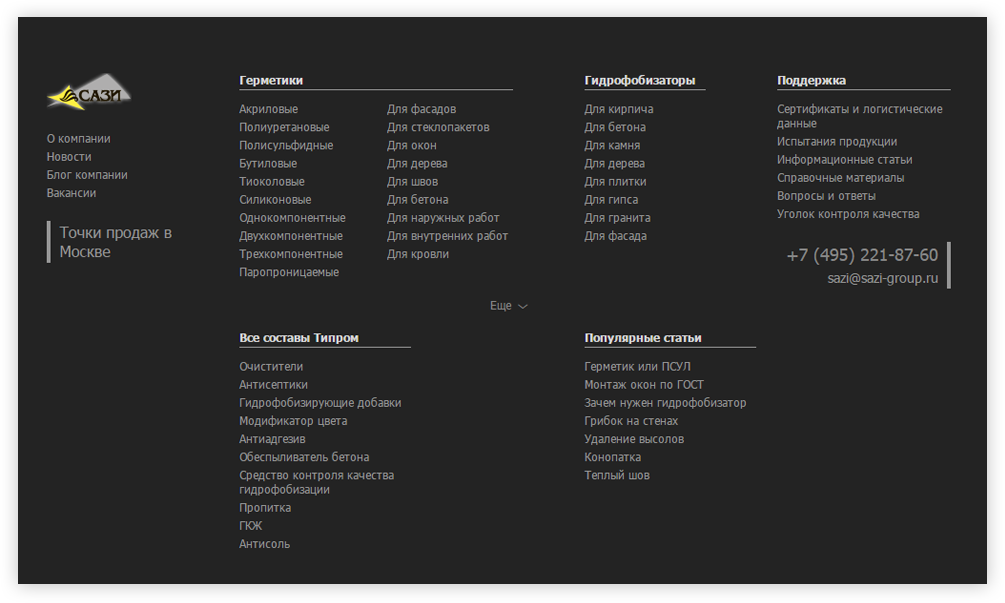 САЗИ
О компании
Новости
Блог компании
Вакансии
Точки продаж в
Москве
Герметики
Акриловые
Полиуретановые
Полисульфидные
Бутиловые
Тиоколовые
Силиконовые
Однокомпонентные
Двухкомпонентные
Трехкомпонентные
Паропроницаемые
Для фасадов
Для стеклопакетов
Для окон
Для дерева
Для швов
Для бетона
Для наружных работ
Для внутренних работ
Для кровли
Гидрофобизаторы
Для кирпича
Для бетона
Для камня
Для дерева
Для плитки
Для гипса
Для гранита
Для фасада
Поддержка
Сертификаты и логистические
данные
Испытания продукции
Информационные статьи
Справочные материалы
Вопросы и ответы
Уголок контроля качества
+7 (495) 221-87-60
sazi@sazi-group.ru
Еще
Все составы Типром
Очистители
Антисептики
Гидрофобизирующие добавки
Модификатор цвета
Антиадгезив
Обеспыливатель бетона
Средство контроля качества
гидрофобизации
Пропитка
ГКЖ
Антисоль
Популярные статьи
Герметик или ПСУЛ
Монтаж окон по ГОСТ
Зачем нужен гидрофобизатор
Грибок на стенах
Удаление высолов
Конопатка
Теплый шов